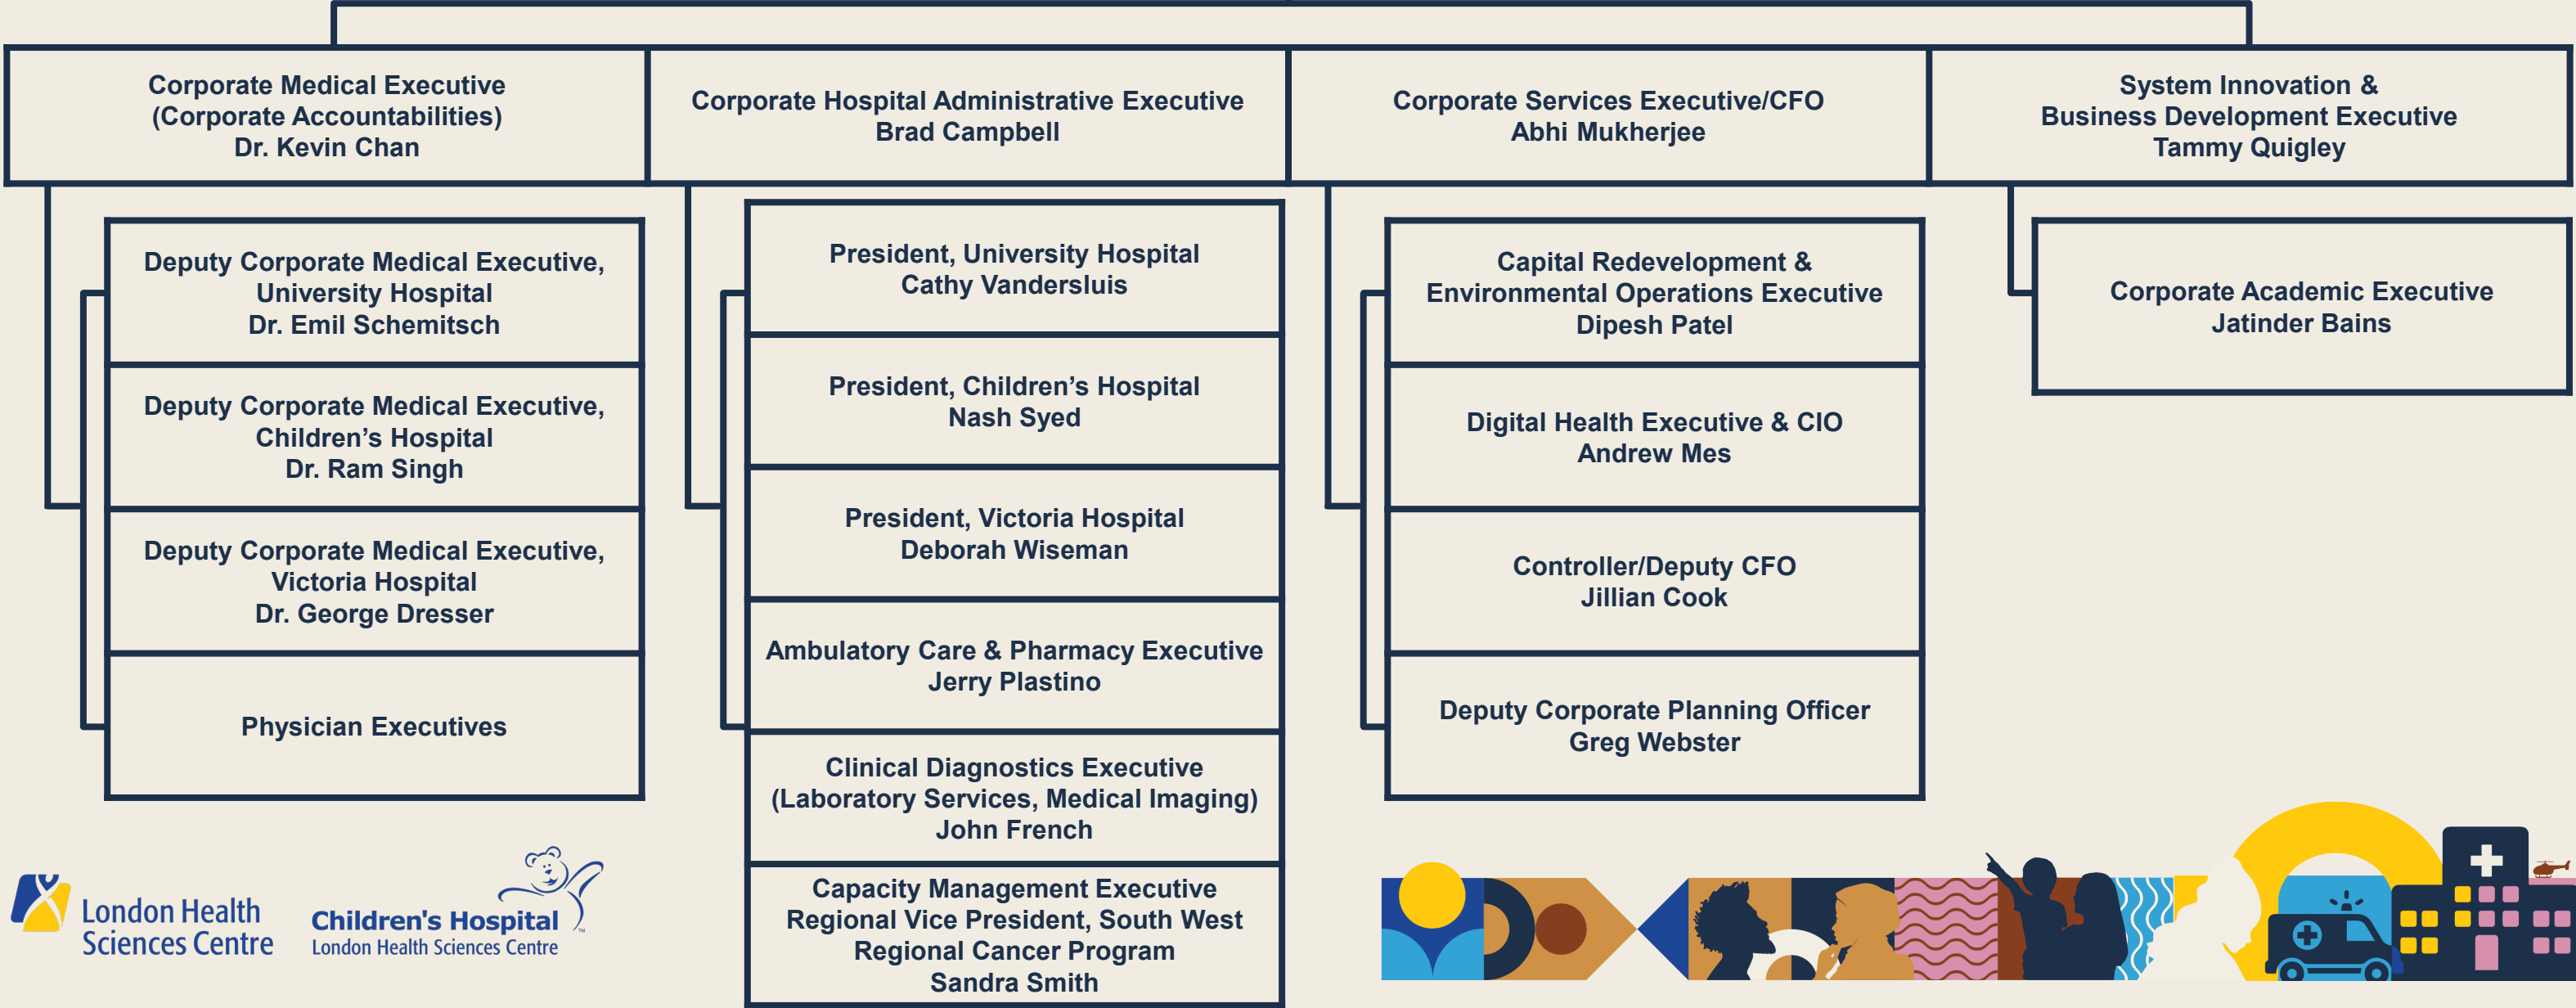 Corporate Medical Executive
(Corporate Accountabilities)
Dr. Kevin Chan
Corporate Hospital Administrative Executive
Brad Campbell
Corporate Services Executive/CFO
Abhi Mukherjee
System Innovation &
Business Development Executive
Tammy Quigley
Deputy Corporate Medical Executive,
University Hospital
Dr. Emil Schemitsch
Deputy Corporate Medical Executive,
Children’s Hospital
Dr. Ram Singh
Deputy Corporate Medical Executive,
Victoria Hospital
Dr. George Dresser
Physician Executives
President, University Hospital
Cathy Vandersluis
President, Children’s Hospital
Nash Syed
President, Victoria Hospital
Deborah Wiseman
Ambulatory Care & Pharmacy Executive
Jerry Plastino
Clinical Diagnostics Executive
(Laboratory Services, Medical Imaging)
John French
Capacity Management Executive
Regional Vice President, South West
Regional Cancer Program
Sandra Smith
Capital Redevelopment &
Environmental Operations Executive
Dipesh Patel
Digital Health Executive & CIO
Andrew Mes
Controller/Deputy CFO
Jillian Cook
Deputy Corporate Planning Officer
Greg Webster
Corporate Academic Executive
Jatinder Bains
London Health
Sciences Centre
Children's Hospital
London Health Sciences Centre
™